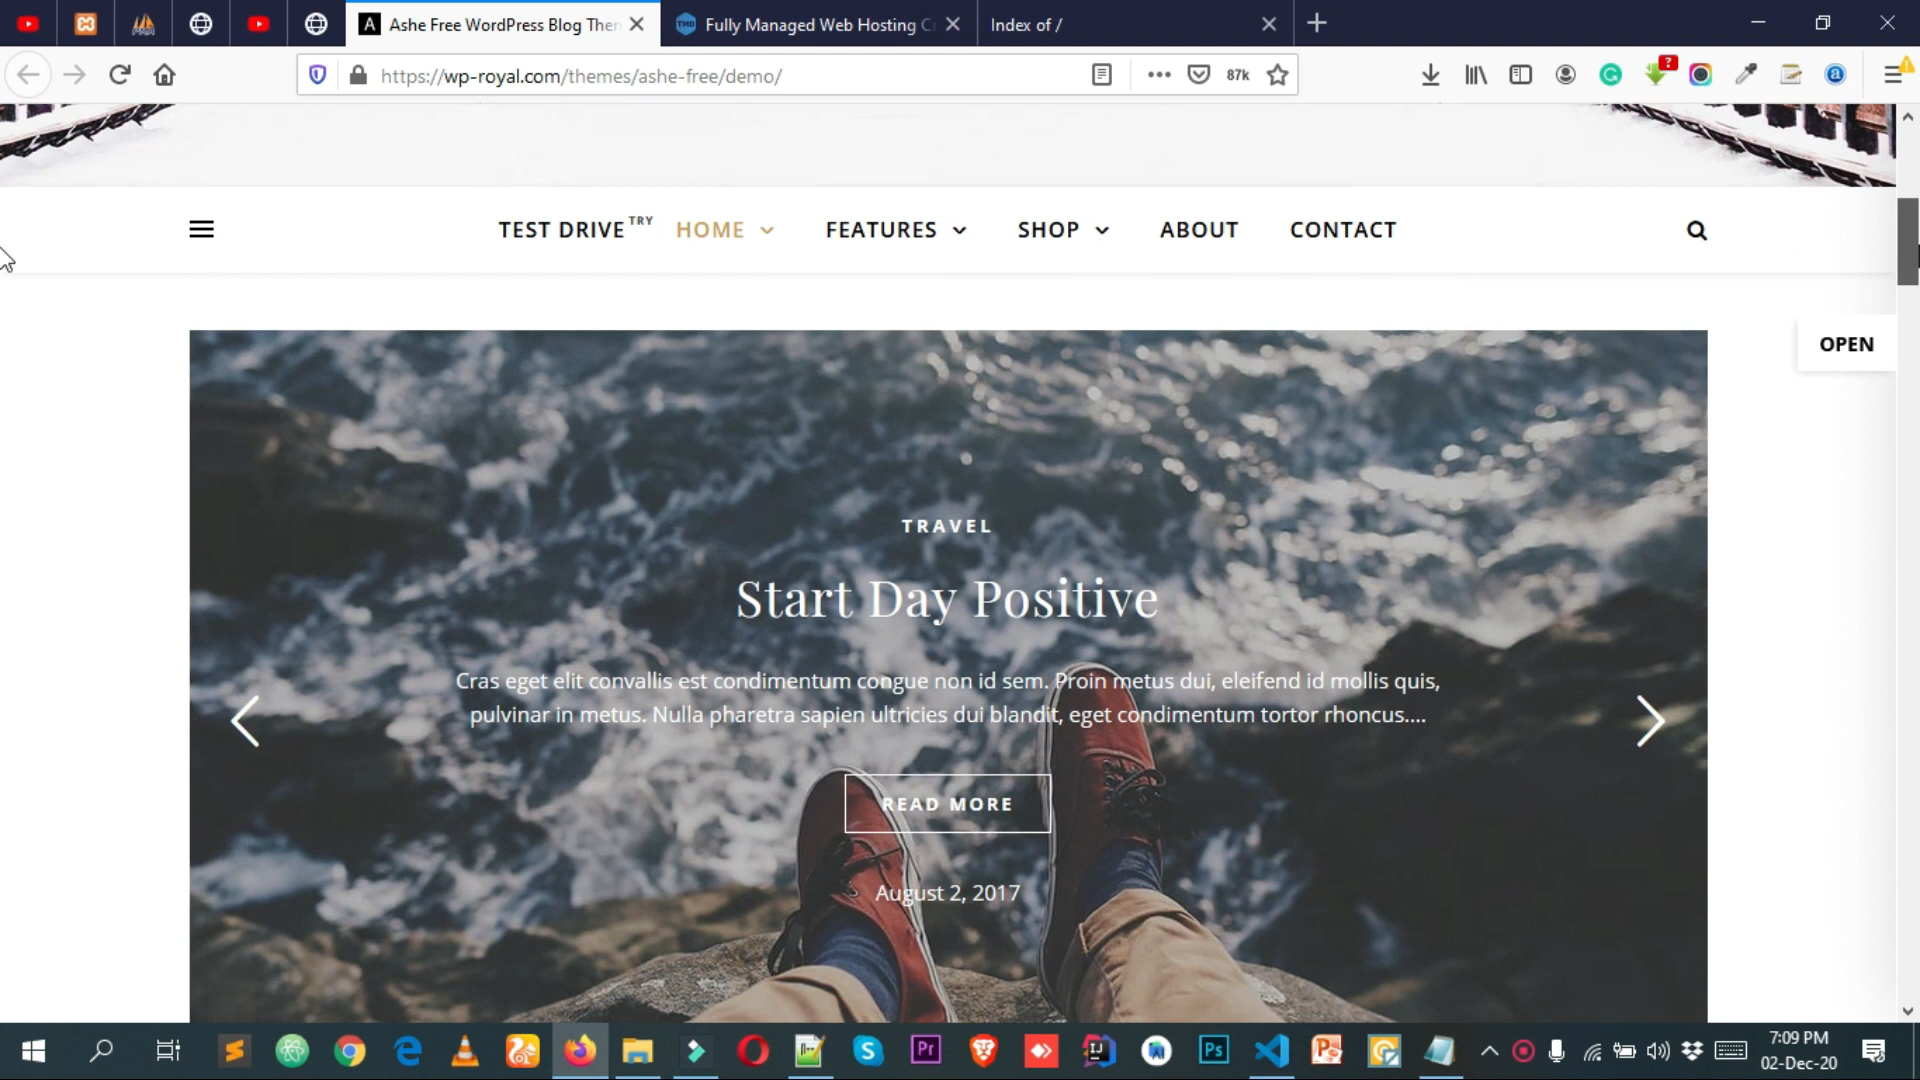 Ashe Free WordPress Blog Then
Fully Managed Web Hosting C
Index of /
https://wp-royal.com/themes/ashe-free/demo/
87k
TEST DRIVE TRY HOME FEATURES SHOP ABOUT CONTACT
OPEN
TRAVEL
Start Day Positive
Cras eget elit convallis est condimentum congue non id sem. Proin metus dui, eleifend id mollis quis,
pulvinar in metus. Nulla pharetra sapien ultricies dui blandit, eget condimentum tortor rhoncus....
READ MORE
August 2, 2017
7:09 PM
02-Dec-20